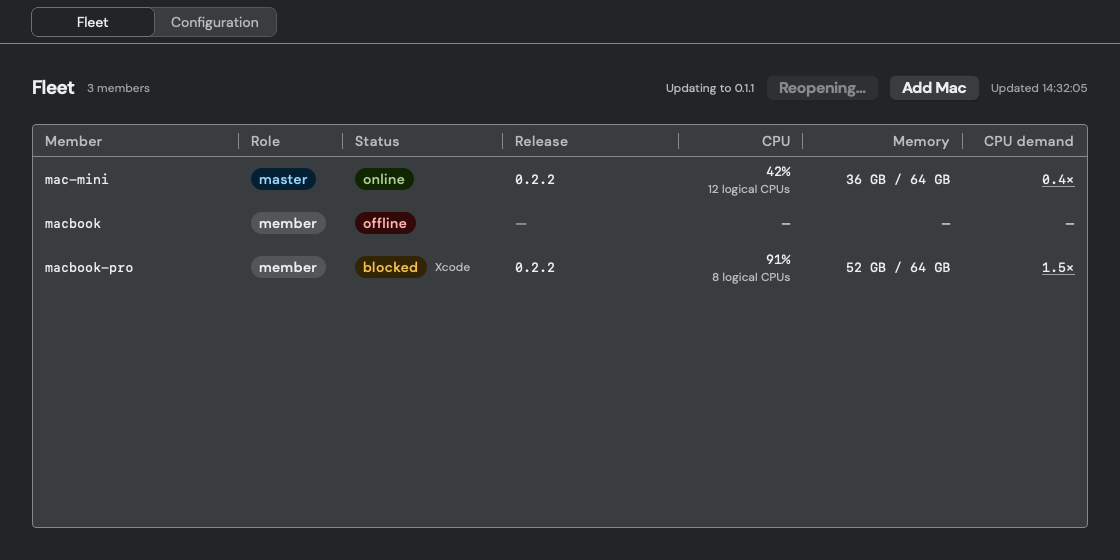 Fleet Configuration
Fleet 3 members Updating to 0.1.1 Reopening... Add Mac Updated 14:32:05
Member Role Status Release CPU Memory CPU demand
mac-mini master online 0.2.2 42% 36 GB / 64 GB 0.4×
12 logical CPUs
macbook member offline — — — —
macbook-pro member blocked Xcode 0.2.2 91% 52 GB / 64 GB 1.5×
8 logical CPUs